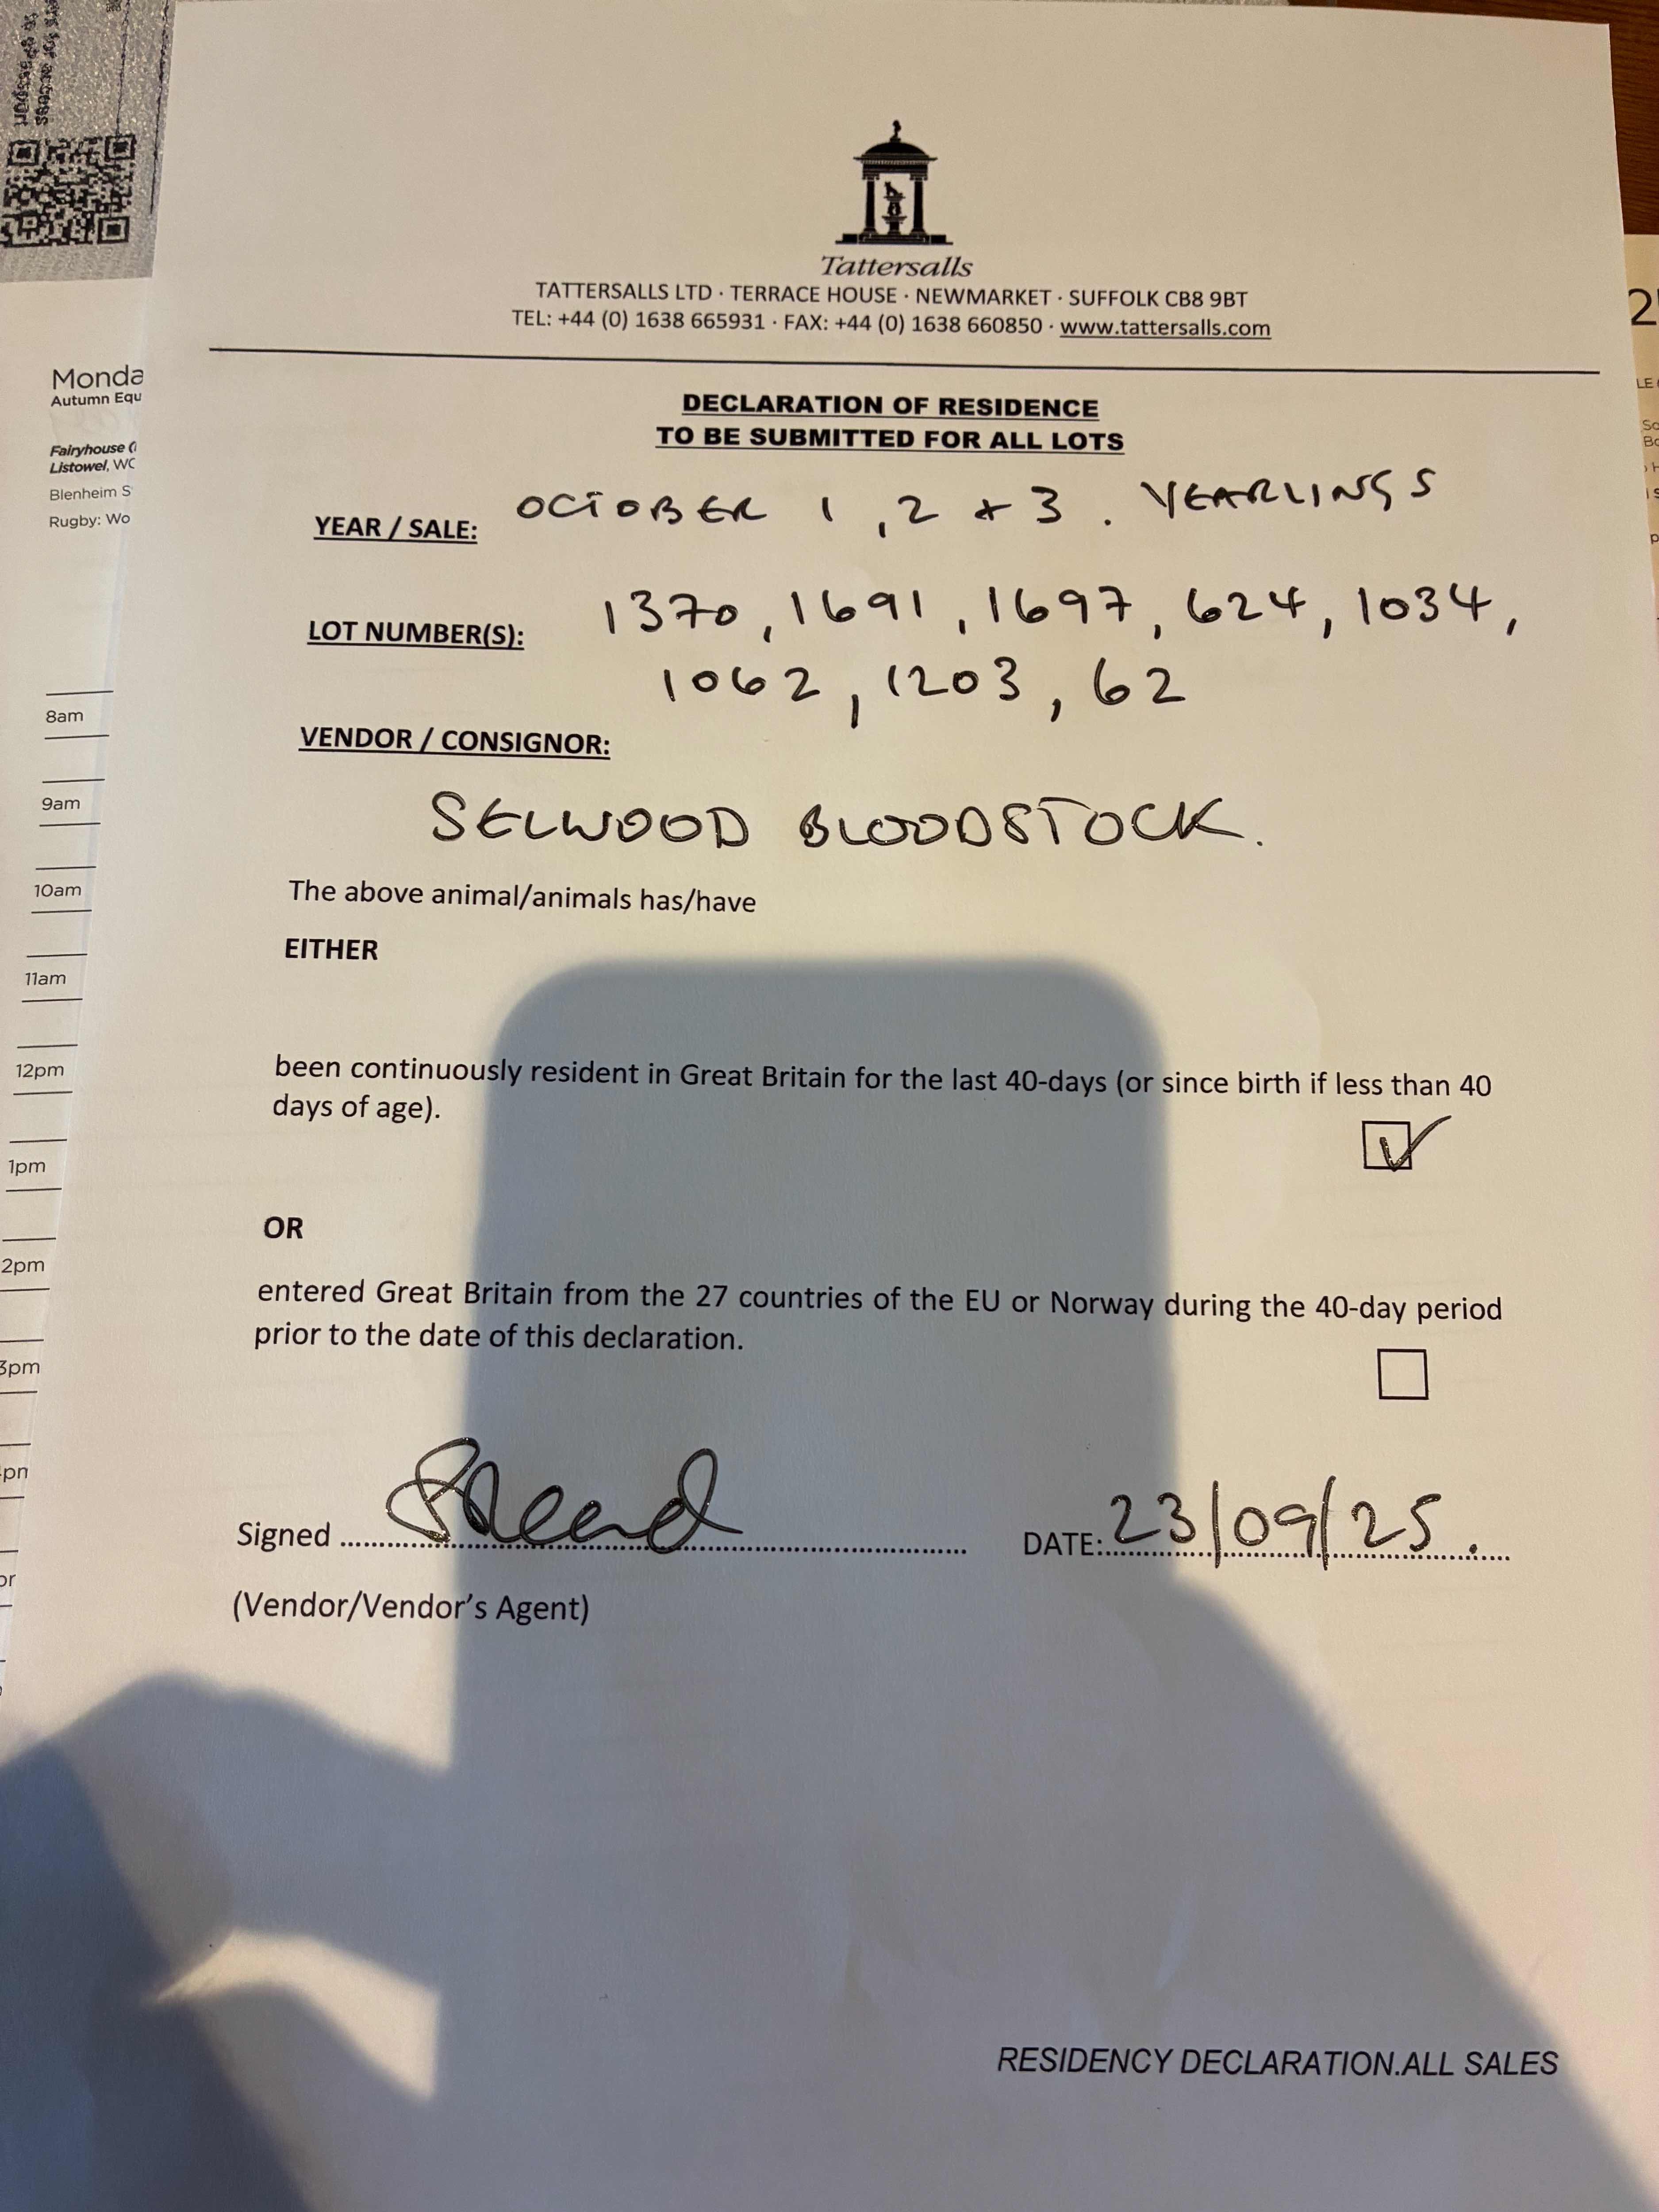 Tattersalls
TATTERSALLS LTD · TERRACE HOUSE · NEWMARKET · SUFFOLK CB8 9BT
TEL: +44 (0) 1638 665931 · FAX: +44 (0) 1638 660850 · www.tattersalls.com
DECLARATION OF RESIDENCE
TO BE SUBMITTED FOR ALL LOTS
YEAR / SALE: OCTOBER 1, 2 + 3. YEARLINGS
LOT NUMBER(S): 1370, 1691, 1697, 624, 1034,
1062, 1203, 62
VENDOR / CONSIGNOR:
SELWOOD BLOODSTOCK.
The above animal/animals has/have
EITHER
been continuously resident in Great Britain for the last 40-days (or since birth if less than 40
days of age).
OR
entered Great Britain from the 27 countries of the EU or Norway during the 40-day period
prior to the date of this declaration.
Signed DATE: 23/09/25.
(Vendor/Vendor's Agent)
RESIDENCY DECLARATION.ALL SALES
Monda
Autumn Equ
Fairyhouse
Listowel, WC
Blenheim S
Rugby: Wo
8am
9am
10am
11am
12pm
1pm
2pm
3pm